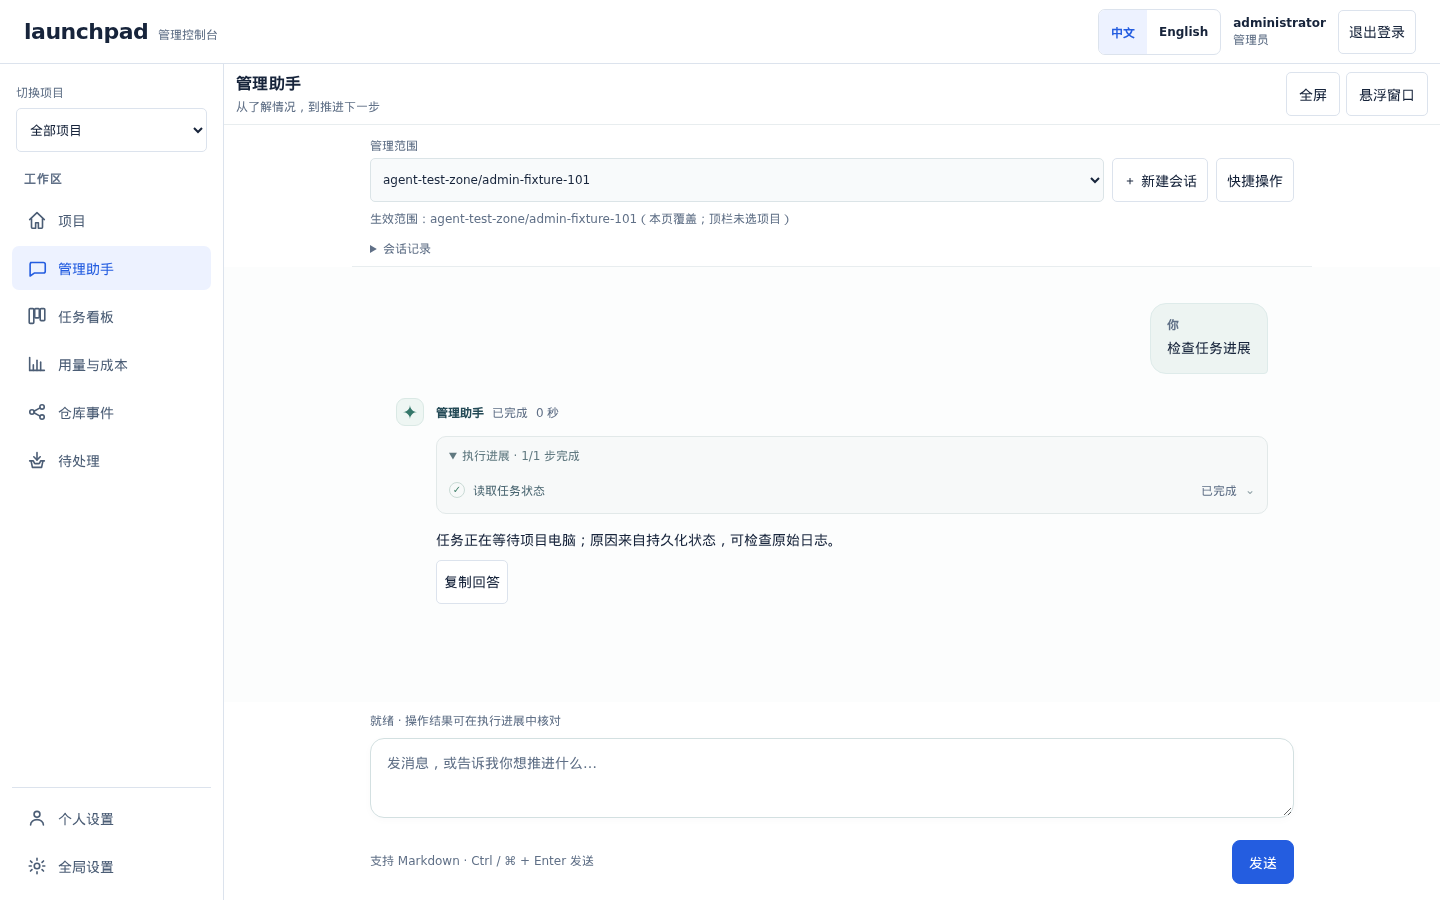 launchpad 管理控制台
中文 English
administrator
管理员
退出登录
切换项目
全部项目
工作区
项目
管理助手
任务看板
用量与成本
仓库事件
待处理
个人设置
全局设置
管理助手
从了解情况，到推进下一步
全屏 悬浮窗口
管理范围
agent-test-zone/admin-fixture-101
+ 新建会话
快捷操作
生效范围：agent-test-zone/admin-fixture-101（本页覆盖；顶栏未选项目）
▶ 会话记录
你
检查任务进展
管理助手 已完成 0 秒
▼ 执行进展 · 1/1 步完成
✓ 读取任务状态 已完成
任务正在等待项目电脑；原因来自持久化状态，可检查原始日志。
复制回答
就绪 · 操作结果可在执行进展中核对
发消息，或告诉我你想推进什么...
支持 Markdown · Ctrl / ⌘ + Enter 发送
发送